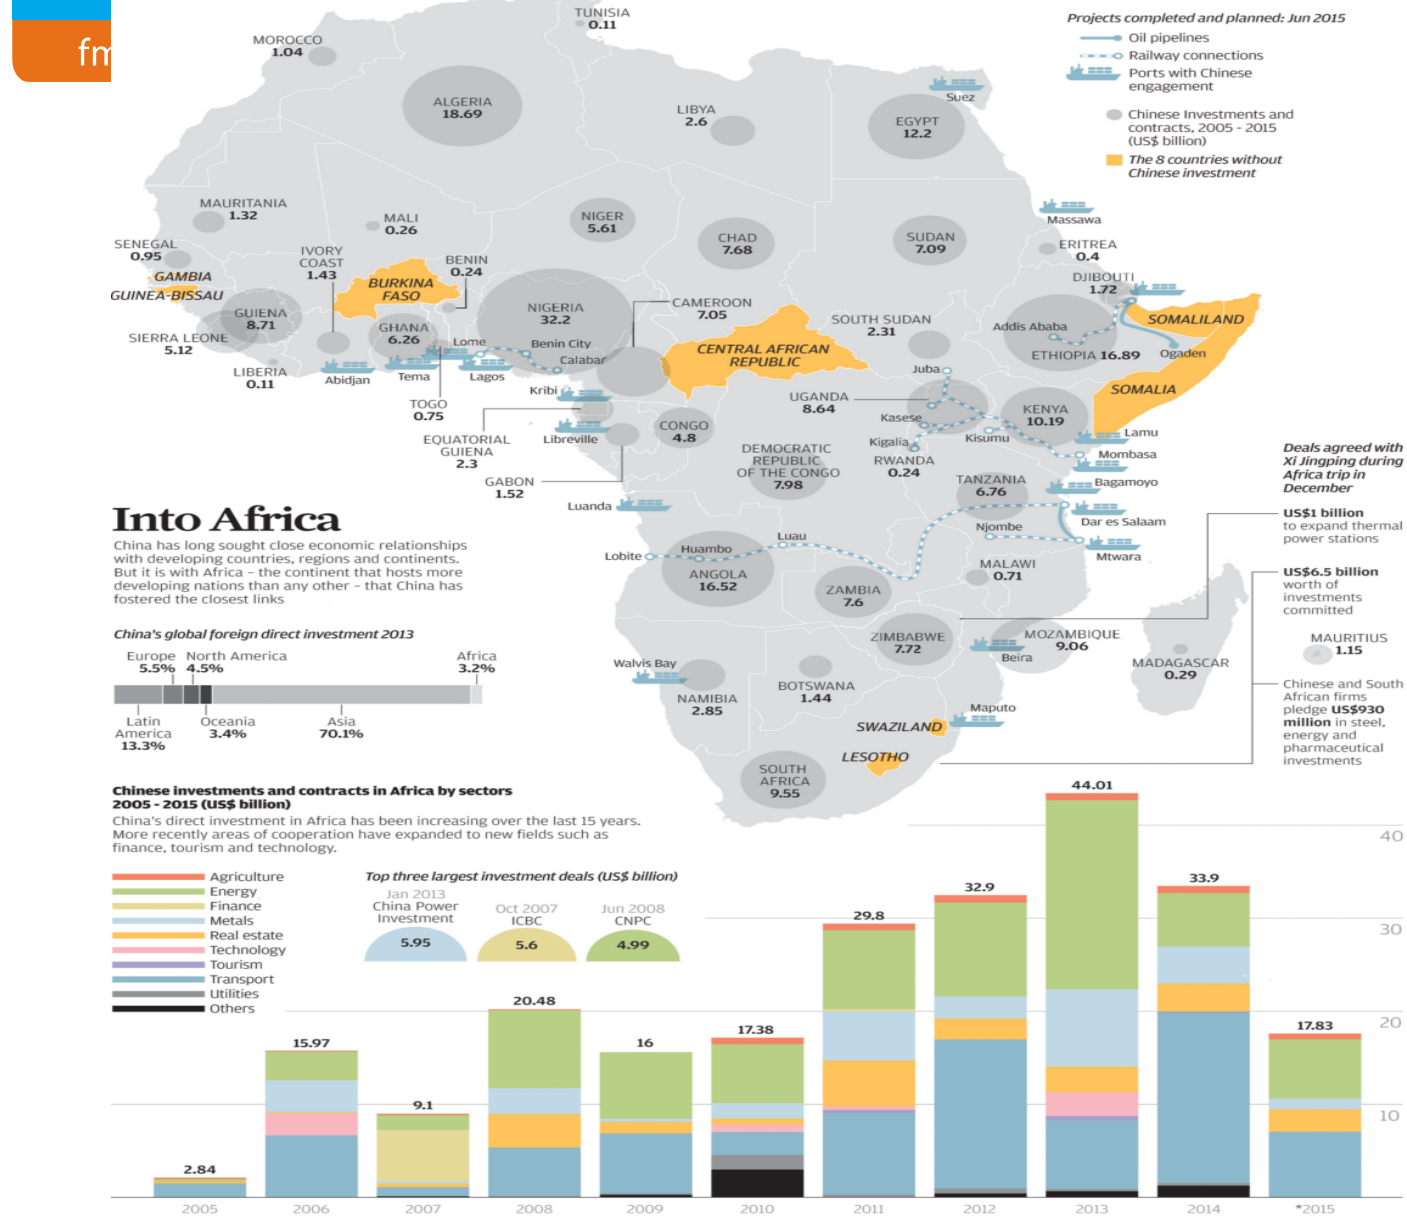 fm
Projects completed and planned: Jun 2015
Oil pipelines
Railway connections
Ports with Chinese
engagement
Chinese Investments and
contracts, 2005 - 2015
(US$ billion)
The 8 countries without
Chinese investment
TUNISIA
0.11
MOROCCO
1.04
ALGERIA
18.69
LIBYA
2.6
EGYPT
12.2
Suez
MAURITANIA
1.32
MALI
0.26
NIGER
5.61
CHAD
7.68
SUDAN
7.09
Massawa
ERITREA
0.4
SENEGAL
0.95
GAMBIA
GUINEA-BISSAU
IVORY
COAST
1.43
BURKINA
FASO
BENIN
0.24
DJIBOUTI
1.72
GUIENA
8.71
SIERRA LEONE
5.12
LIBERIA
0.11
GHANA
6.26
NIGERIA
32.2
CAMEROON
7.05
CENTRAL AFRICAN
REPUBLIC
SOUTH SUDAN
2.31
Addis Ababa
ETHIOPIA 16.89
SOMALILAND
Ogaden
SOMALIA
Lome
Benin City
Calabar
Abidjan
Tema
Lagos
TOGO
0.75
Kribi
Libreville
EQUATORIAL
GUIENA
2.3
GABON
1.52
CONGO
4.8
Juba
UGANDA
8.64
Kasese
Kigalia
Kisumu
KENYA
10.19
RWANDA
0.24
Lamu
Mombasa
Bagamoyo
DEMOCRATIC
REPUBLIC
OF THE CONGO
7.98
TANZANIA
6.76
Dar es Salaam
Njombe
Mtwara
Luanda
Lobite
Huambo
Luau
ANGOLA
16.52
ZAMBIA
7.6
MALAWI
0.71
ZIMBABWE
7.72
MOZAMBIQUE
9.06
Beira
MADAGASCAR
0.29
MAURITIUS
1.15
Walvis Bay
NAMIBIA
2.85
BOTSWANA
1.44
SWAZILAND
Maputo
LESOTHO
SOUTH
AFRICA
9.55
Deals agreed with
Xi Jingping during
Africa trip in
December
US$1 billion
to expand thermal
power stations
US$6.5 billion
worth of
investments
committed
Chinese and South
African firms
pledge US$930
million in steel,
energy and
pharmaceutical
investments
Into Africa
China has long sought close economic relationships
with developing countries, regions and continents.
But it is with Africa - the continent that hosts more
developing nations than any other - that China has
fostered the closest links
China's global foreign direct investment 2013
Europe
5.5%
North America
4.5%
Africa
3.2%
Latin
America
13.3%
Oceania
3.4%
Asia
70.1%
Chinese investments and contracts in Africa by sectors
2005 - 2015 (US$ billion)
China's direct investment in Africa has been increasing over the last 15 years.
More recently areas of cooperation have expanded to new fields such as
finance, tourism and technology.
Agriculture
Energy
Finance
Metals
Real estate
Technology
Tourism
Transport
Utilities
Others
Top three largest investment deals (US$ billion)
Jan 2013
China Power
Investment
5.95
Oct 2007
ICBC
5.6
Jun 2008
CNPC
4.99
2.84
15.97
9.1
20.48
16
17.38
29.8
32.9
44.01
33.9
17.83
40
30
20
10
2005
2006
2007
2008
2009
2010
2011
2012
2013
2014
*2015